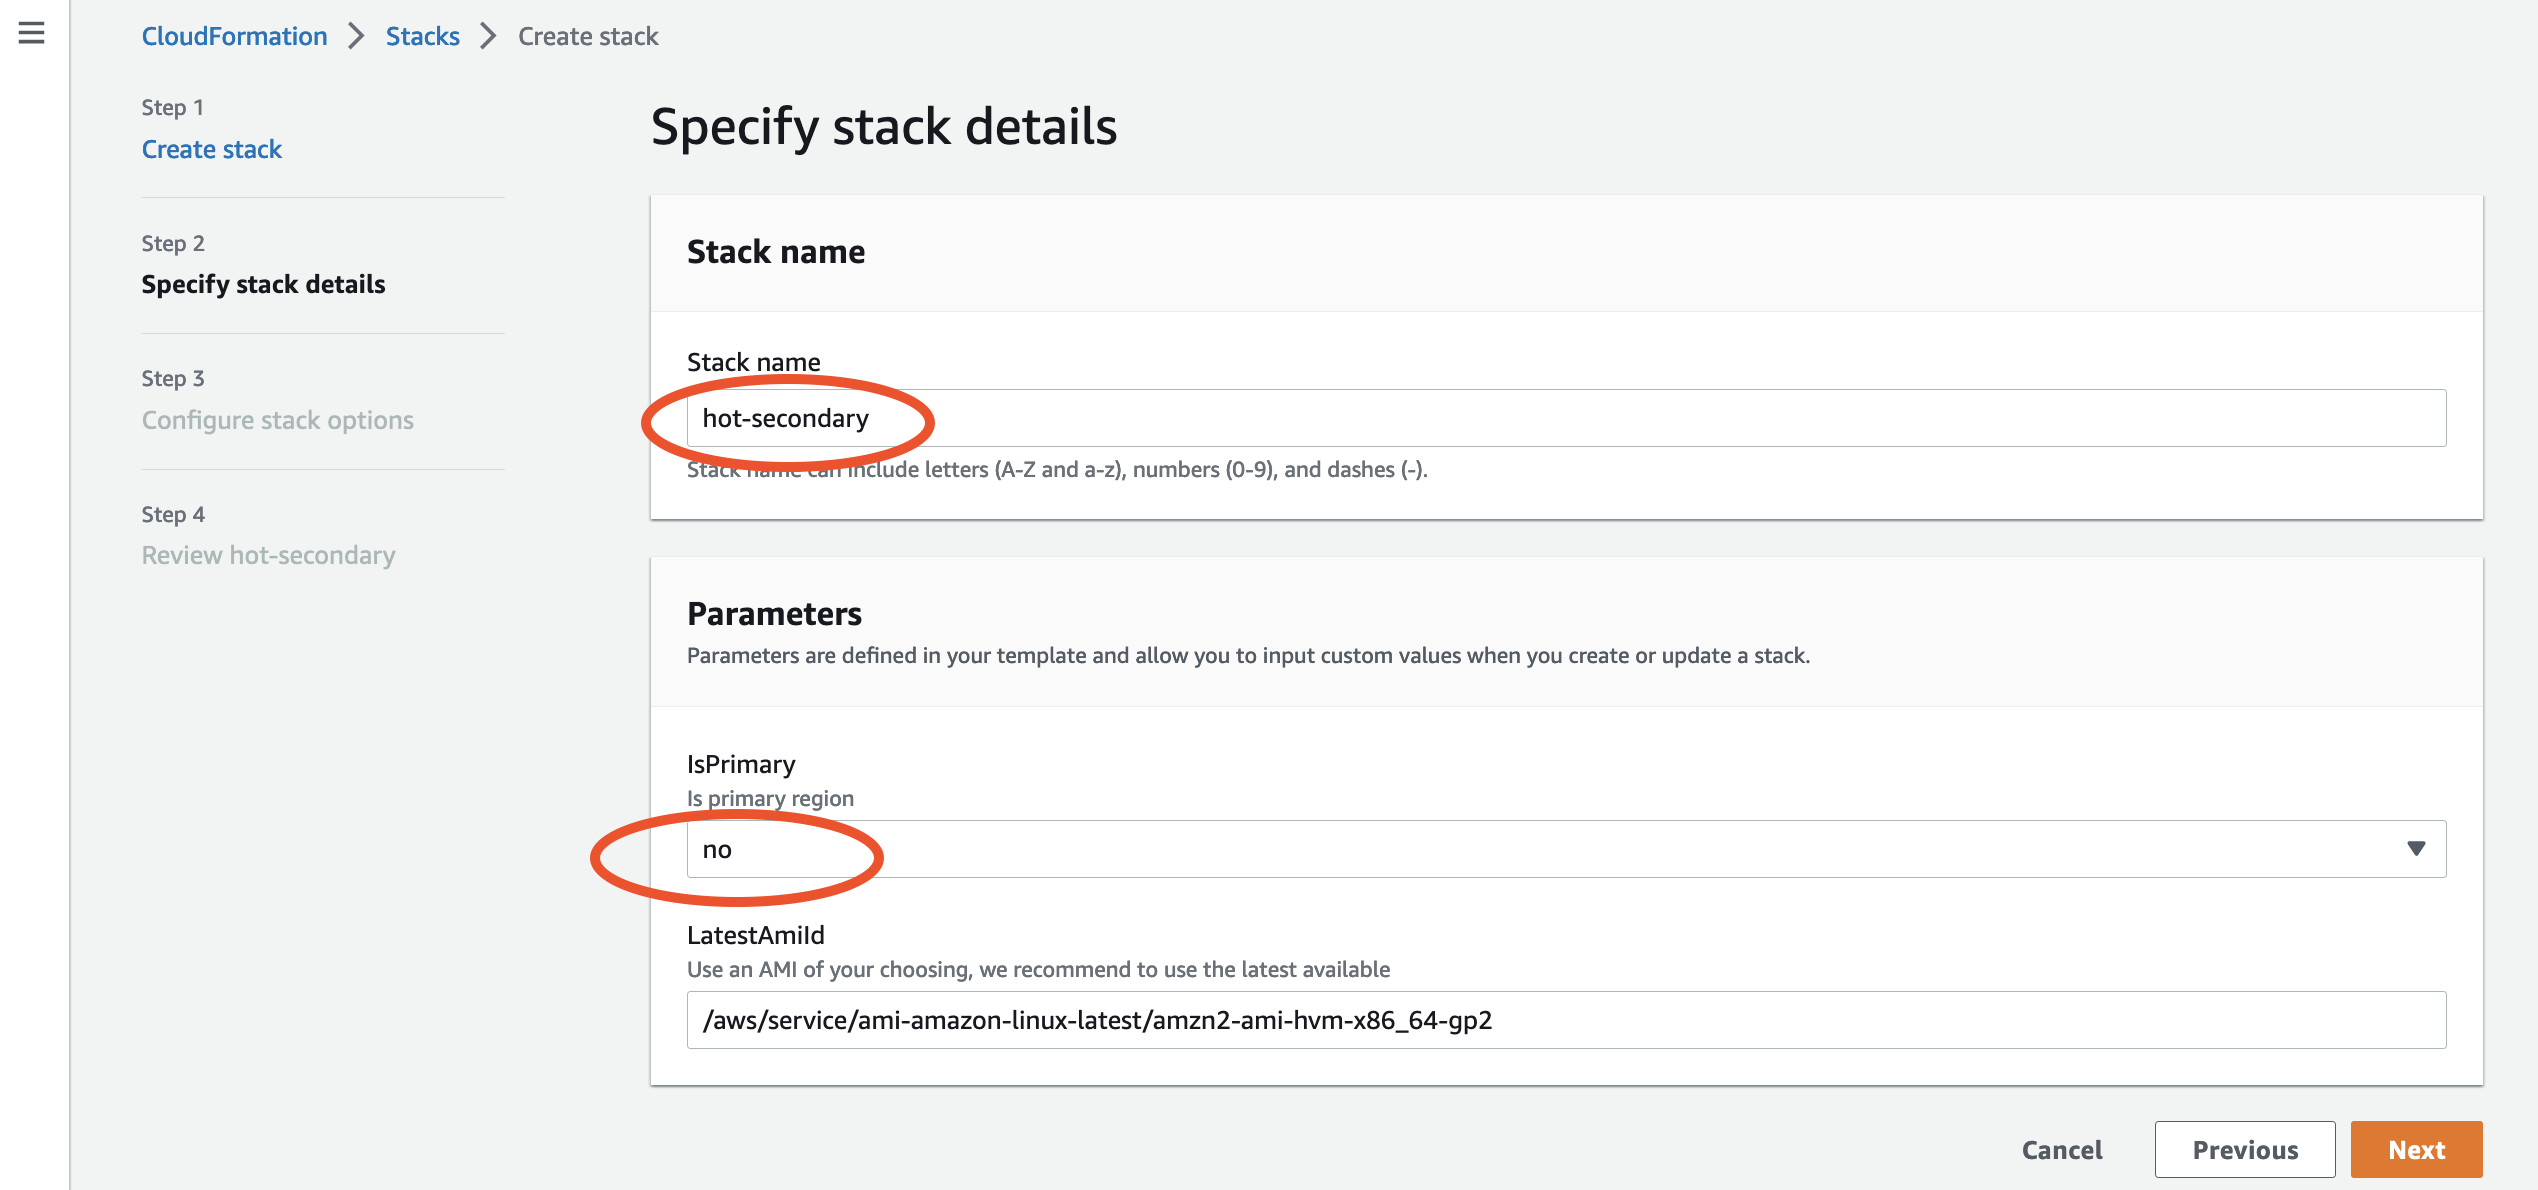 CloudFormation > Stacks > Create stack
Step 1
Create stack
Step 2
Specify stack details
Step 3
Configure stack options
Step 4
Review hot-secondary
Specify stack details
Stack name
Stack name
hot-secondary
Stack name can include letters (A-Z and a-z), numbers (0-9), and dashes (-).
Parameters
Parameters are defined in your template and allow you to input custom values when you create or update a stack.
IsPrimary
Is primary region
no
LatestAmiId
Use an AMI of your choosing, we recommend to use the latest available
/aws/service/ami-amazon-linux-latest/amzn2-ami-hvm-x86_64-gp2
Cancel
Previous
Next